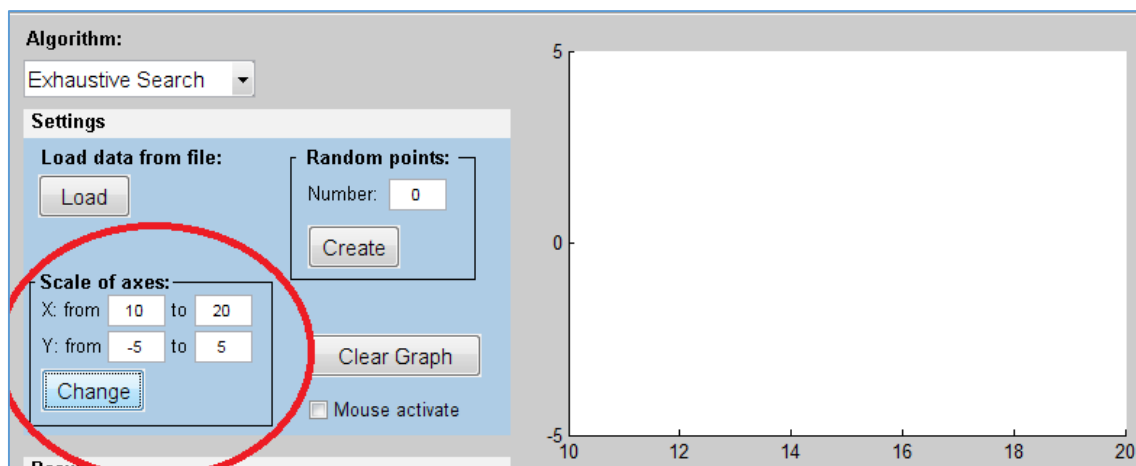 Algorithm:
Exhaustive Search
Settings
Load data from file:
Load
Random points:
Number: 0
Create
Scale of axes:
X: from 10 to 20
Y: from -5 to 5
Change
Clear Graph
Mouse activate
5
0
-5
10 12 14 16 18 20